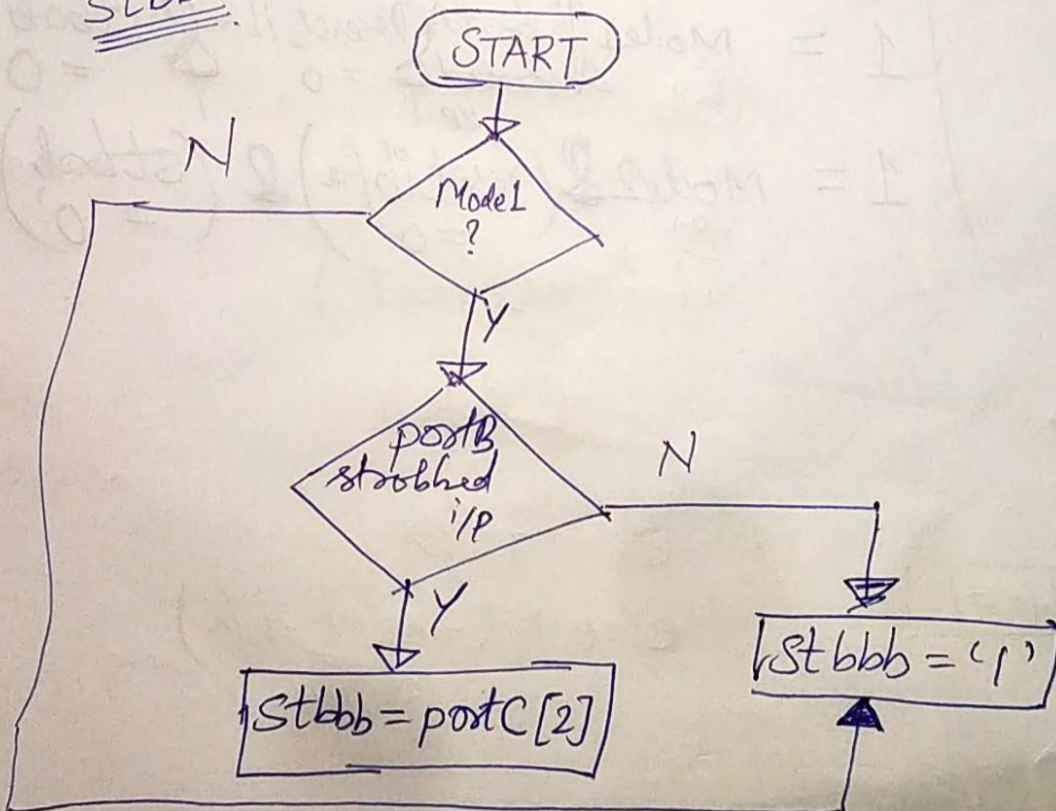 START
N
Mode1
?
Y
portB
strobbed
i/P
N
Y
Stbbb = '1'
Stbbb = portC [2]